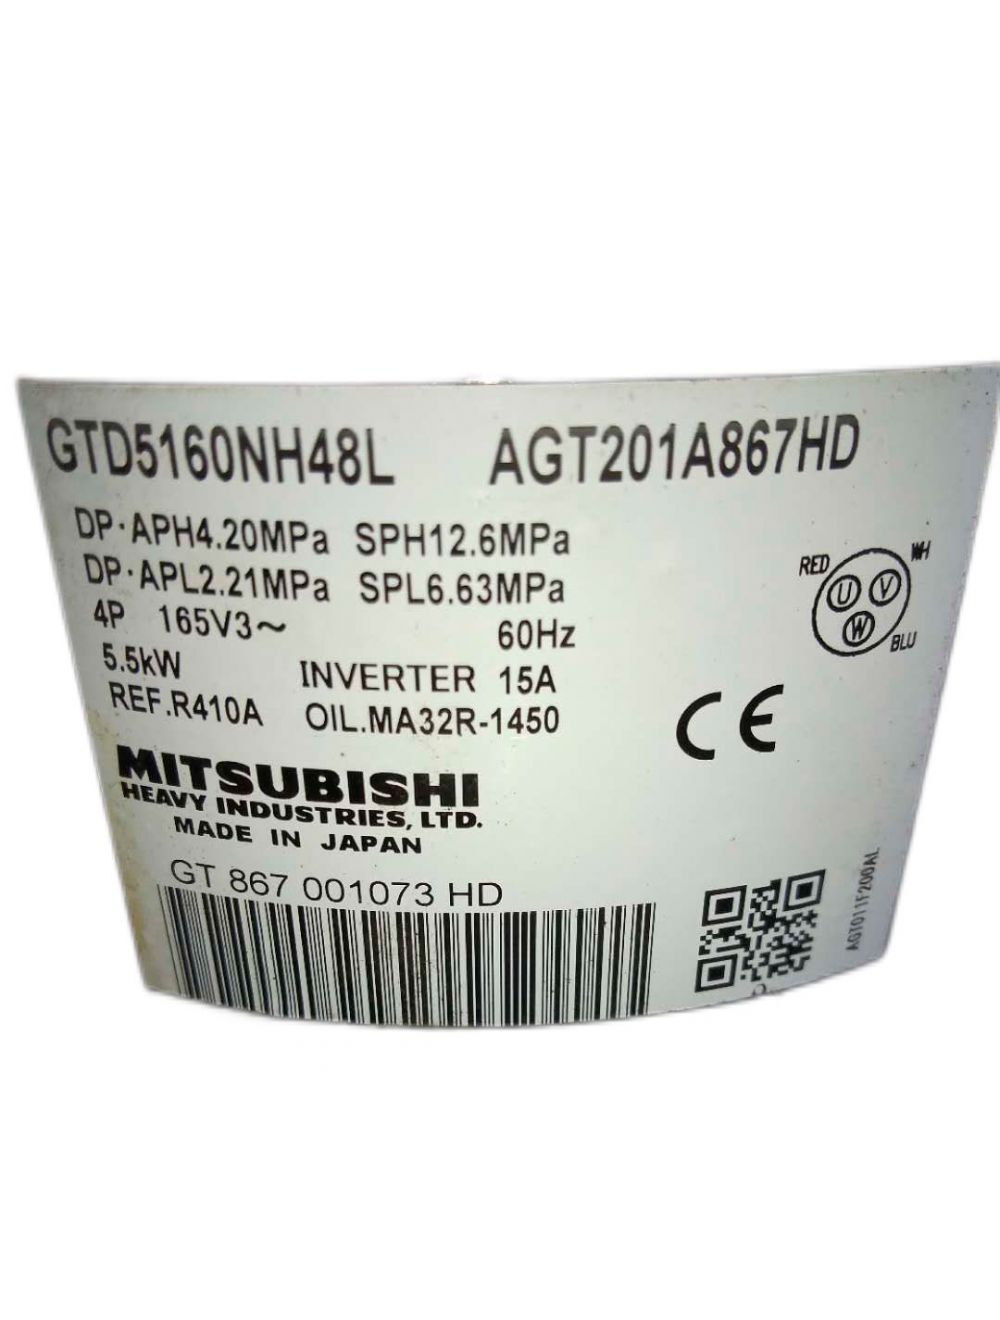 GTD5160NH48L AGT201A867HD
DP·APH4.20MPa SPH12.6MPa
DP·APL2.21MPa SPL6.63MPa
4P 165V3~ 60Hz
5.5kW INVERTER 15A
REF.R410A OIL.MA32R-1450
RED WH
U V
W
BLU
CE
MITSUBISHI
HEAVY INDUSTRIES, LTD.
MADE IN JAPAN
GT 867 001073 HD
AGT011F200AL